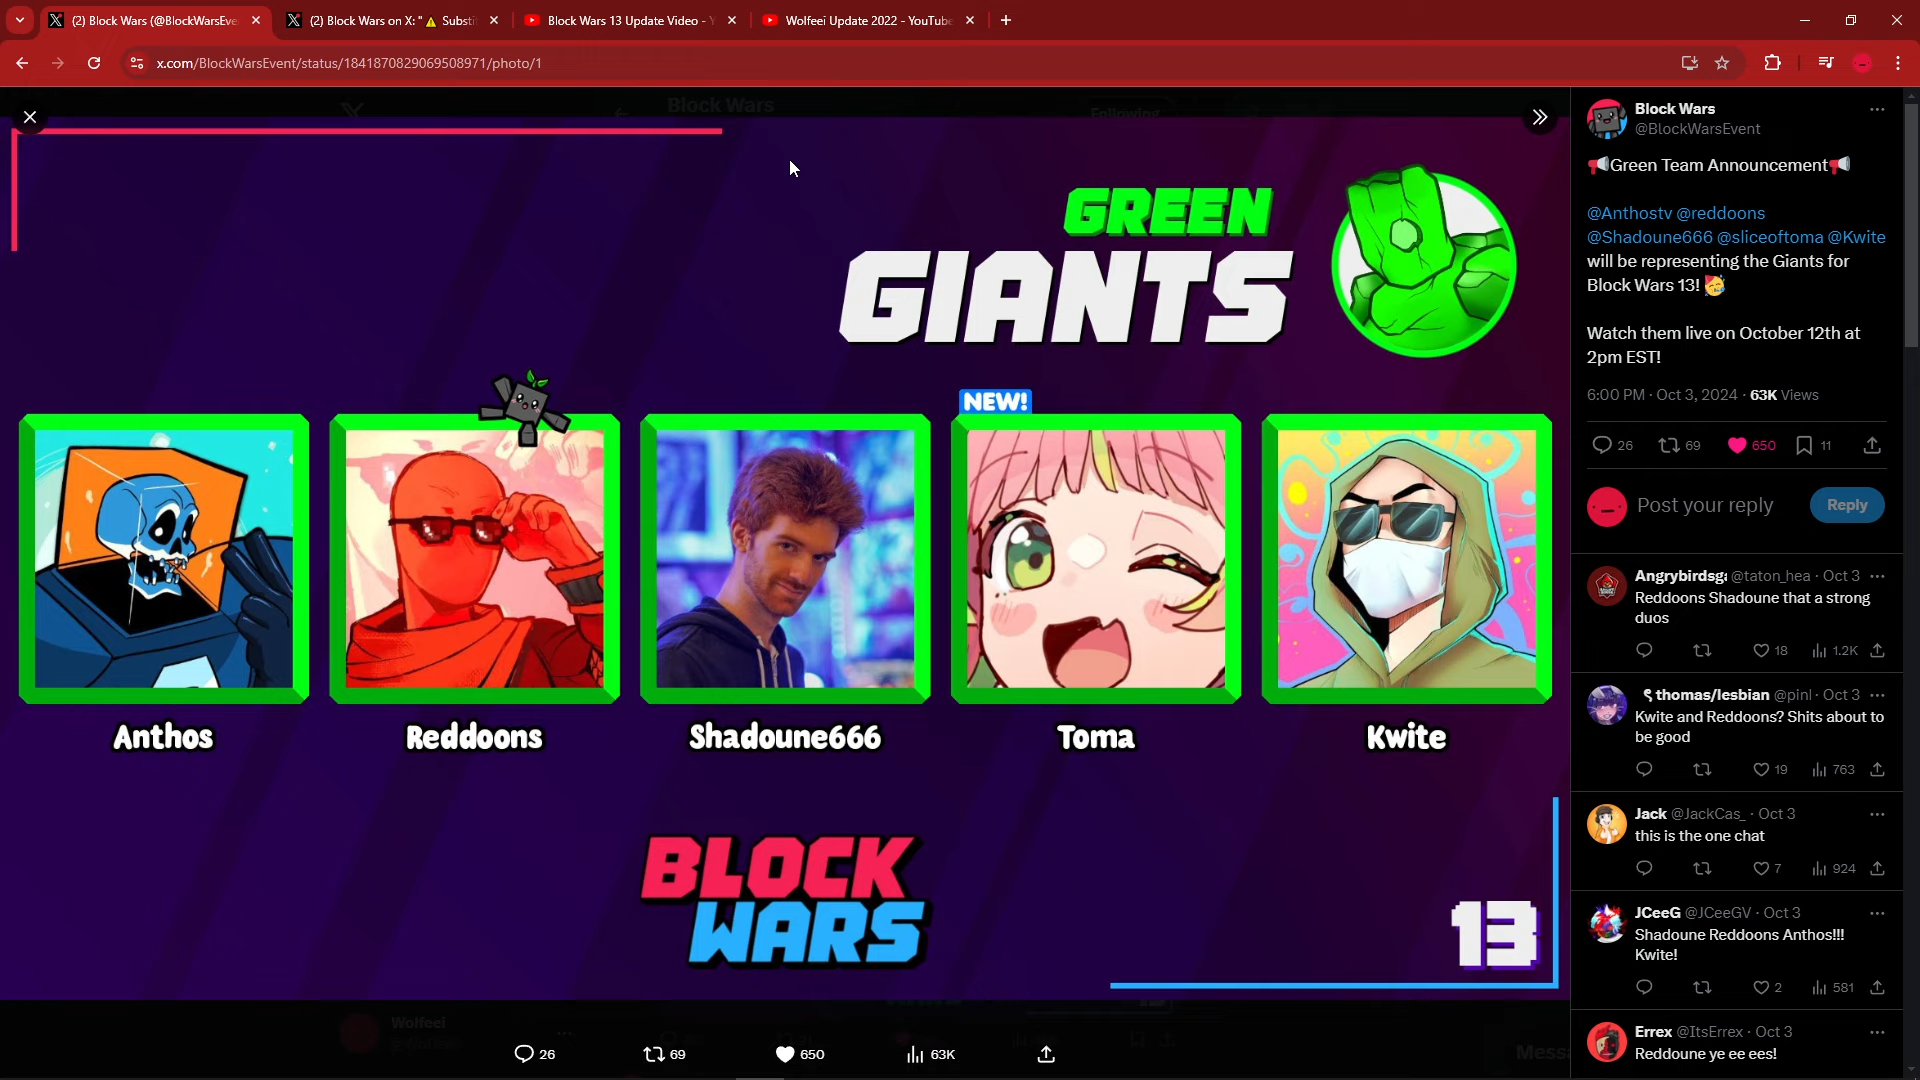 (2) Block Wars (@BlockWarsEve
(2) Block Wars on X: "⚠ Substi
Block Wars 13 Update Video - Y
Wolfeei Update 2022 - YouTube
x.com/BlockWarsEvent/status/1841870829069508971/photo/1
Block Wars
Following
GREEN
GIANTS
NEW!
Anthos
Reddoons
Shadoune666
Toma
Kwite
BLOCK
WARS
13
Wolfeei
26
69
650
63K
Block Wars
@BlockWarsEvent
📢Green Team Announcement📢
@Anthostv @reddoons
@Shadoune666 @sliceoftoma @Kwite
will be representing the Giants for
Block Wars 13! 🥳
Watch them live on October 12th at
2pm EST!
6:00 PM · Oct 3, 2024 · 63K Views
26 69 650 11
Post your reply
Reply
Angrybirdsga @taton_hea · Oct 3
Reddoons Shadoune that a strong
duos
18 1.2K
thomas/lesbian @pinl · Oct 3
Kwite and Reddoons? Shits about to
be good
19 763
Jack @JackCas_ · Oct 3
this is the one chat
7 924
JCeeG @JCeeGV · Oct 3
Shadoune Reddoons Anthos!!!
Kwite!
2 581
Errex @ItsErrex · Oct 3
Reddoune ye ee ees!